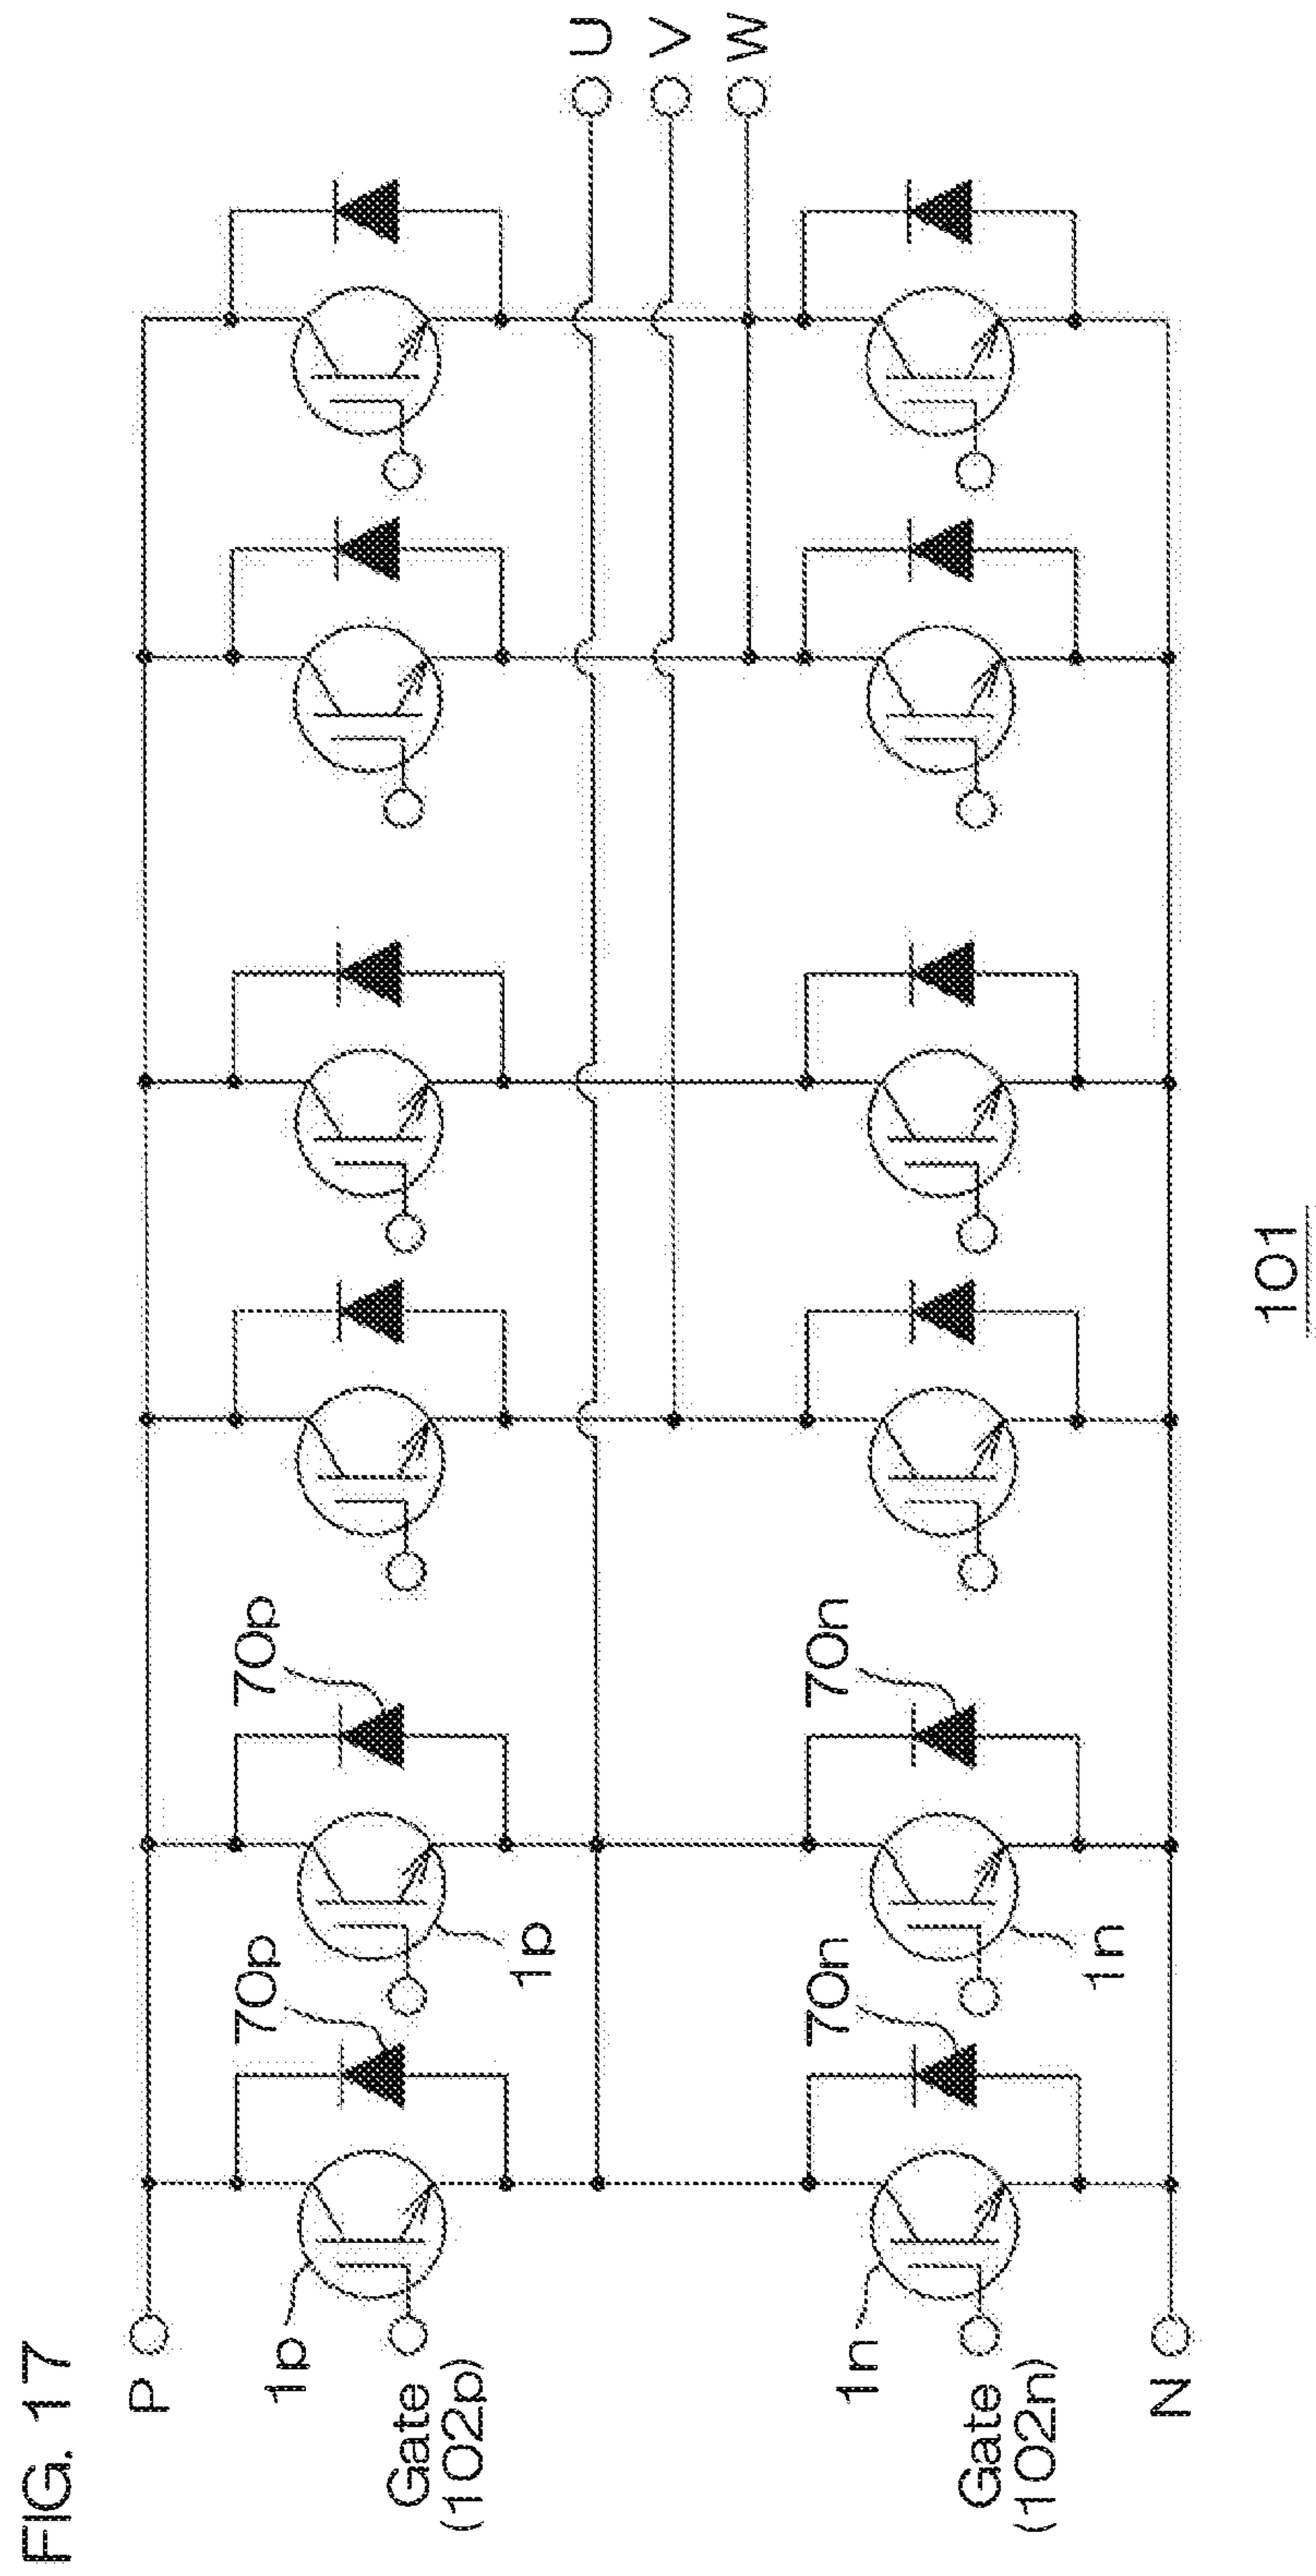 FIG. 17
P
1p
70p
1p
70p
Gate
(102p)
U
V
W
1n
70n
1n
70n
Gate
(102n)
N
101